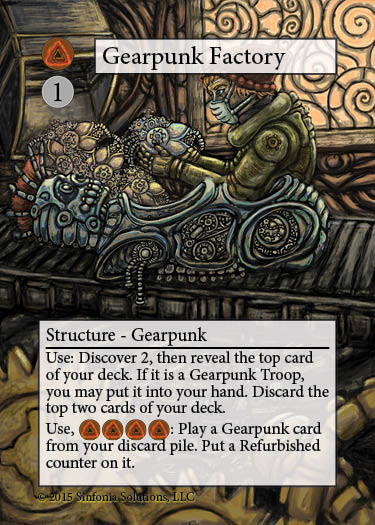 Gearpunk Factory
1
Structure - Gearpunk
Use: Discover 2, then reveal the top card
of your deck. If it is a Gearpunk Troop,
you may put it into your hand. Discard the
top two cards of your deck.
Use, : Play a Gearpunk card
from your discard pile. Put a Refurbished
counter on it.
© 2015 Sinfonia Solutions, LLC